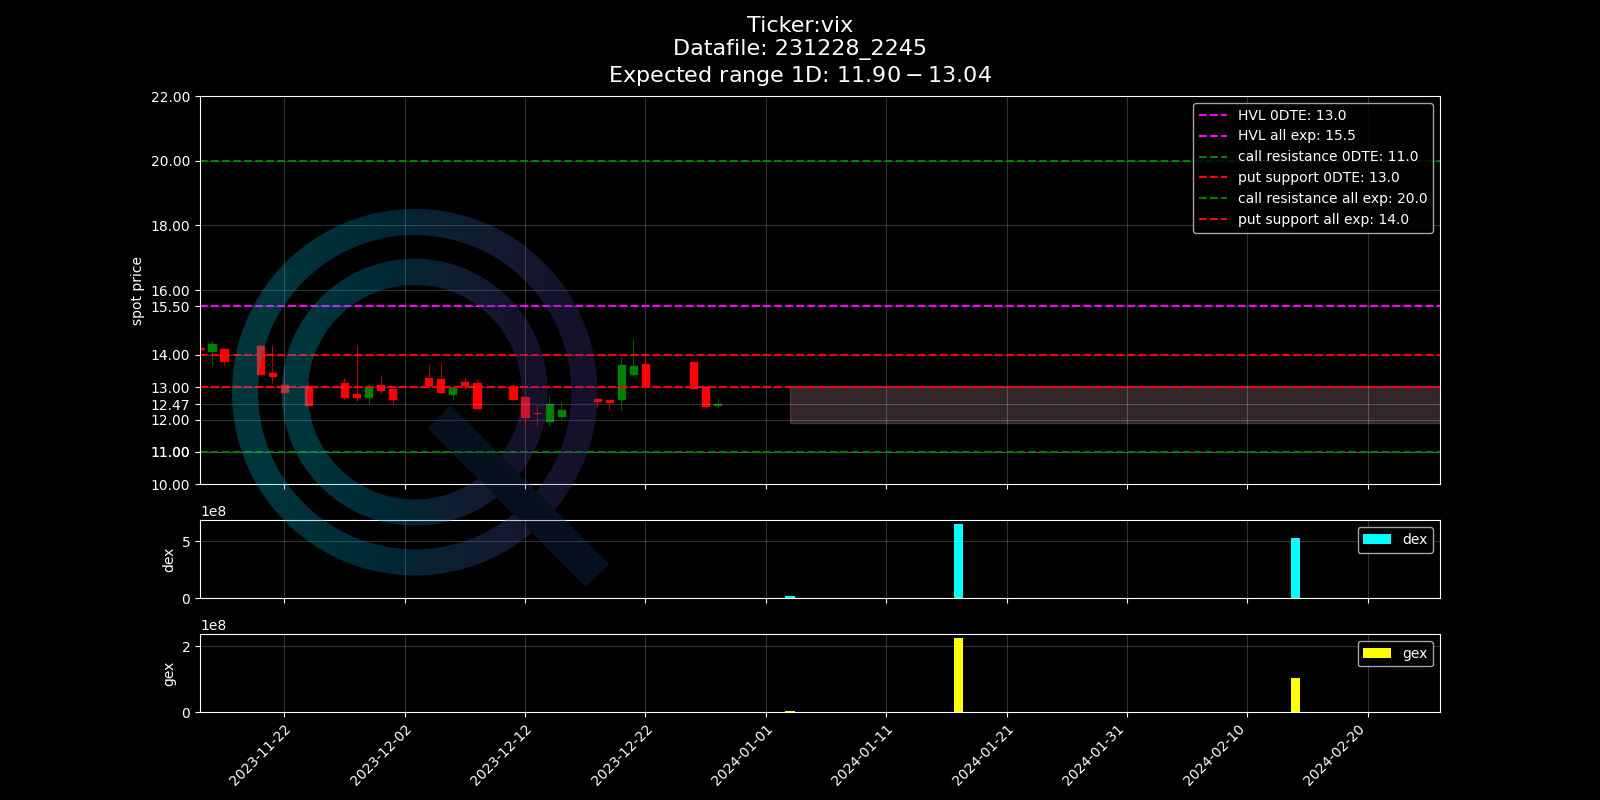 Ticker:vix
Datafile: 231228_2245
Expected range 1D: 11.90 − 13.04
22.00
20.00
18.00
16.00
15.50
14.00
13.00
12.47
12.00
11.00
10.00
spot price
HVL 0DTE: 13.0
HVL all exp: 15.5
call resistance 0DTE: 11.0
put support 0DTE: 13.0
call resistance all exp: 20.0
put support all exp: 14.0
1e8
5
0
dex
dex
1e8
2
0
gex
gex
2023-11-22
2023-12-02
2023-12-12
2023-12-22
2024-01-01
2024-01-11
2024-01-21
2024-01-31
2024-02-10
2024-02-20